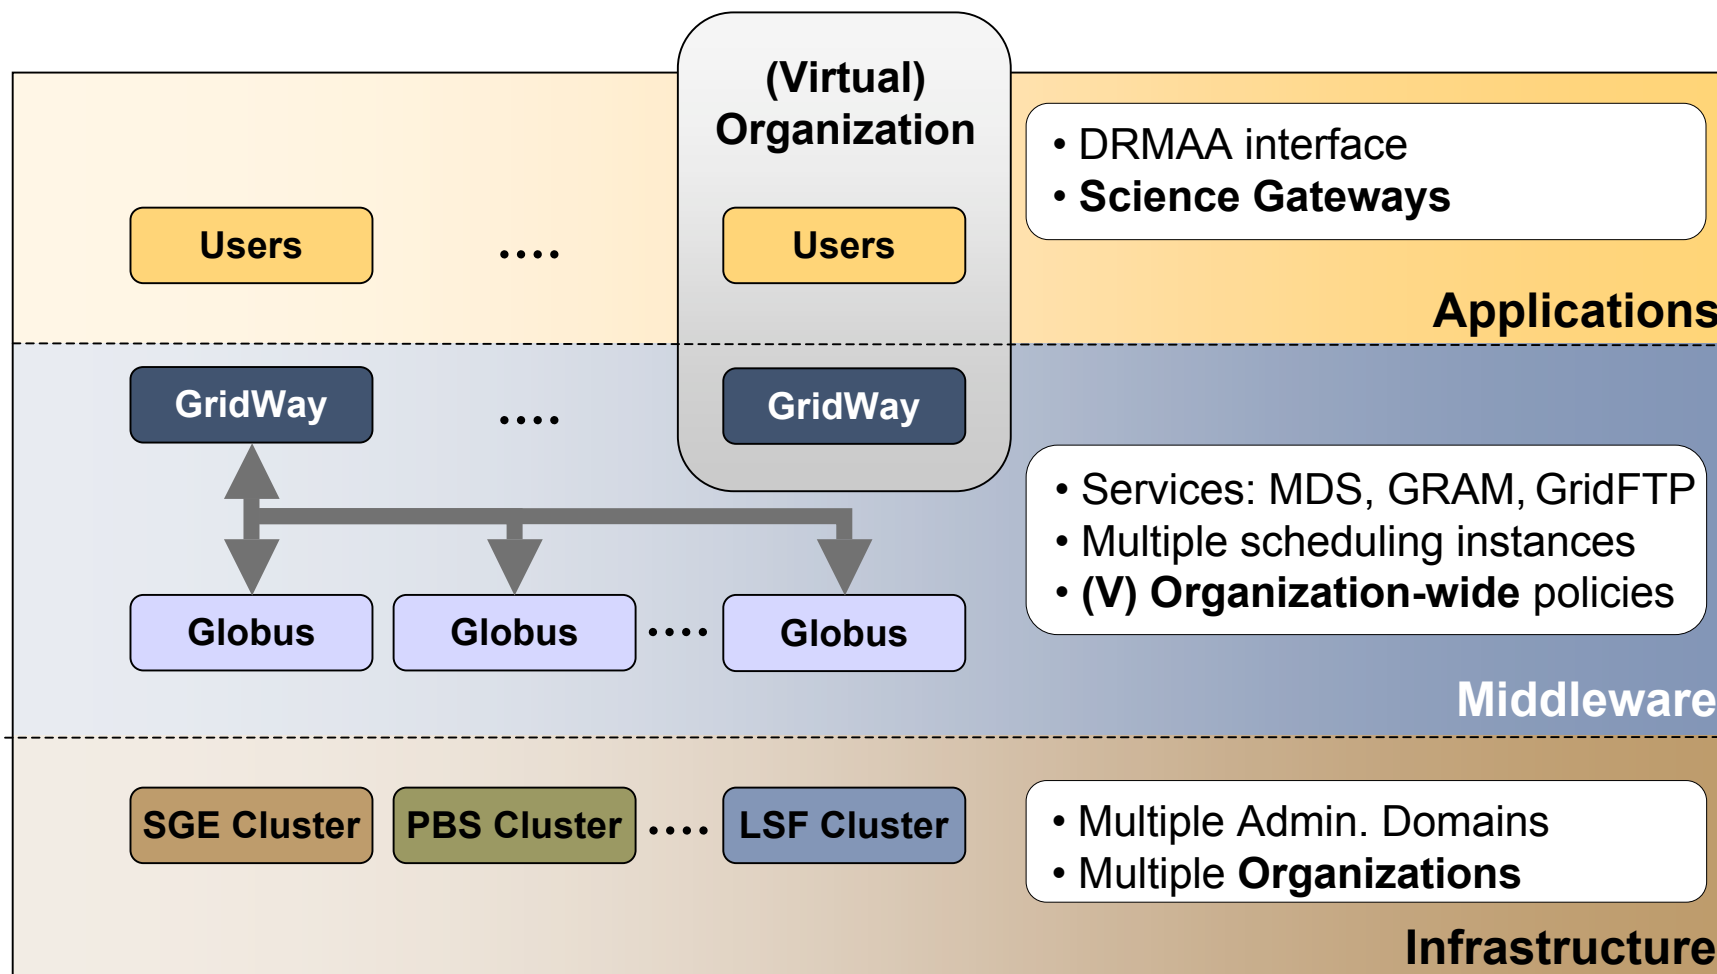 (Virtual)
Organization
• DRMAA interface
• Science Gateways
Users
....
Users
Applications
GridWay
....
GridWay
• Services: MDS, GRAM, GridFTP
• Multiple scheduling instances
• (V) Organization-wide policies
Globus
Globus
....
Globus
Middleware
SGE Cluster
PBS Cluster
....
LSF Cluster
• Multiple Admin. Domains
• Multiple Organizations
Infrastructure